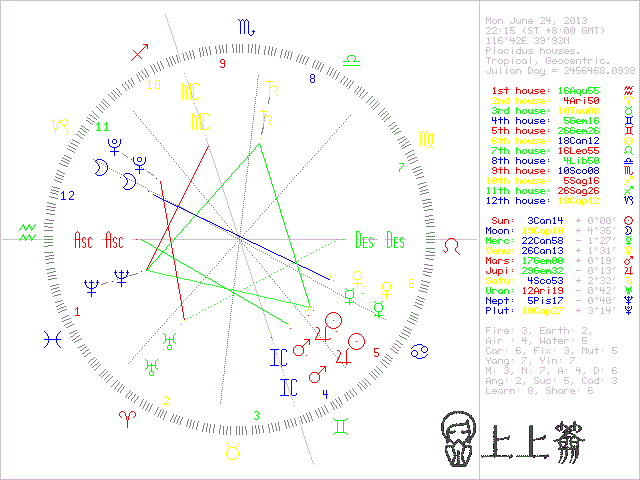 Mon June 24, 2013
22:15 (ST +8:00 GMT)
116°42E 39°93N
Placidus houses.
Tropical, Geocentric.
Julian Day = 2456468.0938
1st house: 16Aqu55
2nd house: 4Ari50
3rd house: 10Tau08
4th house: 5Gem16
5th house: 26Gem26
6th house: 18Can12
7th house: 16Leo55
8th house: 4Lib50
9th house: 10Sco08
10th house: 5Sag16
11th house: 26Sag26
12th house: 18Cap12
Sun: 3Can14 + 0°00'
Moon: 18Cap10 + 4°35'
Merc: 22Can58 - 1°27'
Venu: 26Can13 + 1°31'
Mars: 17Gem00 + 0°19'
Jupi: 29Gem32 - 0°13'
Satu: 4Sco53 + 2°32'
Uran: 12Ari19 - 0°42'
Nept: 5Pis17 - 0°40'
Plut: 10Cap27 + 3°14'
Fire: 3, Earth: 2,
Air : 4, Water: 5
Car: 6, Fix: 3, Mut: 5
Yang: 7, Yin: 7
M: 3, N: 7, A: 4, D: 6
Ang: 2, Suc: 5, Cad: 3
Learn: 8, Share: 6
10
9
8
11
7
12
MC
MC
Asc Asc
Des Des
6
1
5
IC
IC
4
2
3
上上籤